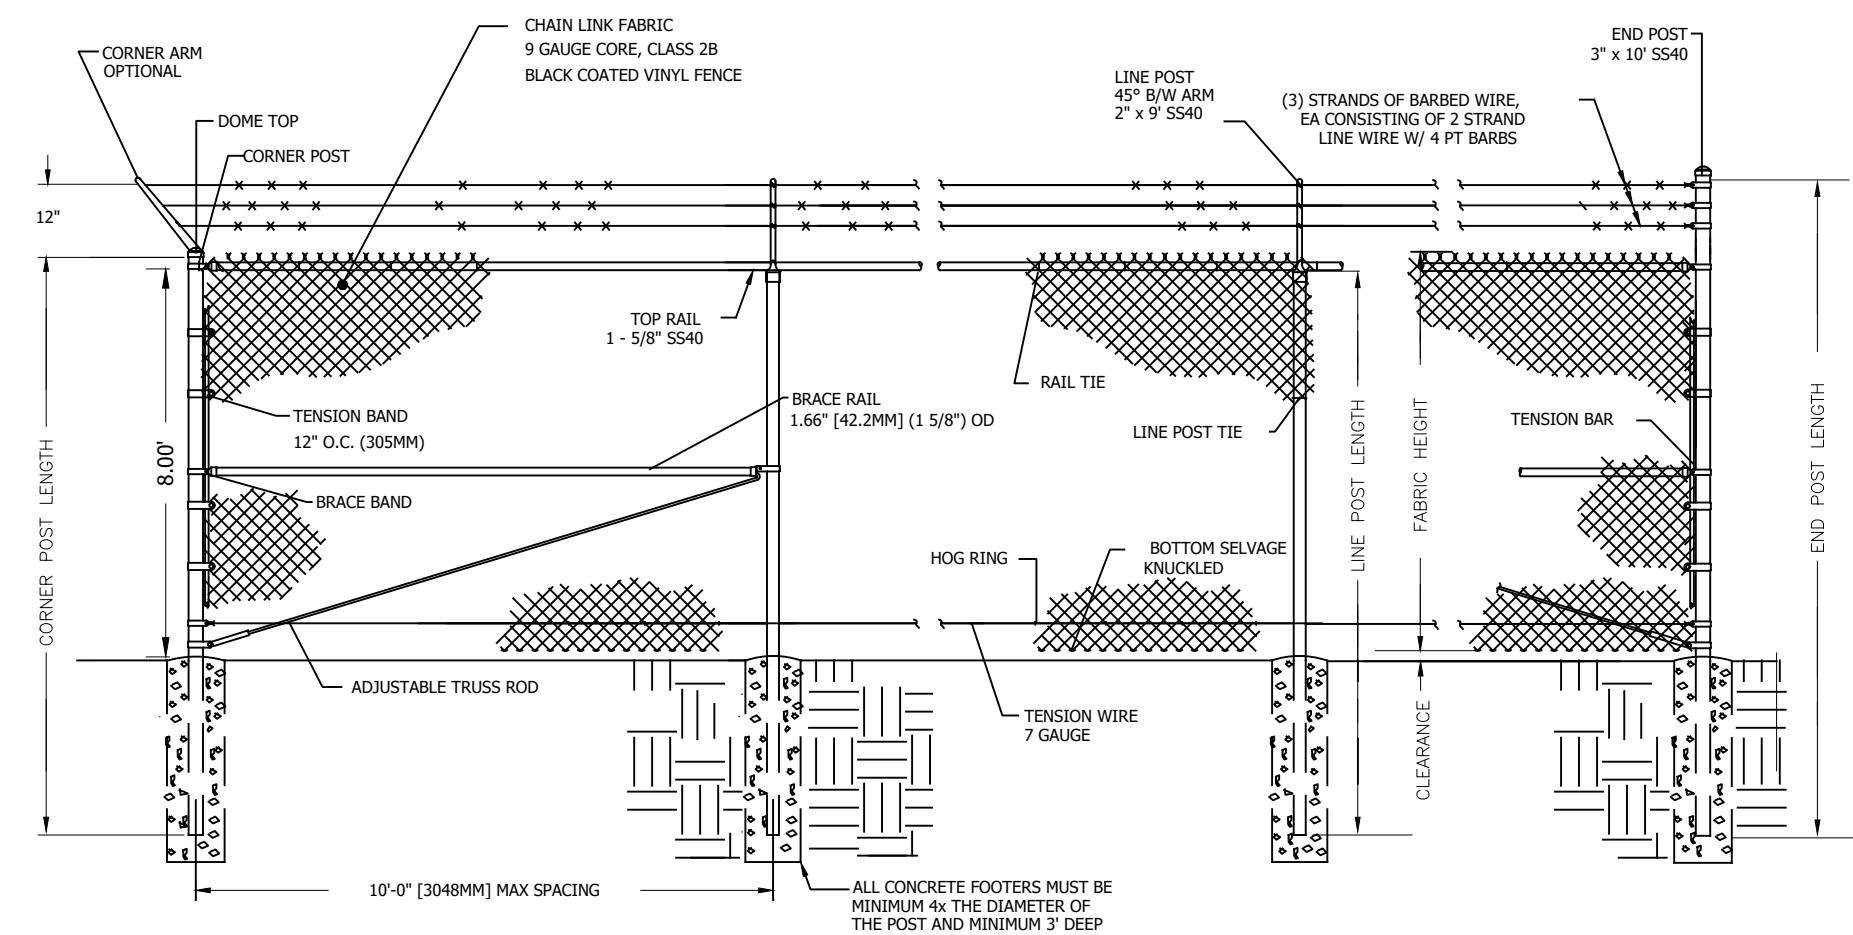 CHAIN LINK FABRIC
9 GAUGE CORE, CLASS 2B
BLACK COATED VINYL FENCE
CORNER ARM
OPTIONAL
DOME TOP
CORNER POST
LINE POST
45° B/W ARM
2" x 9' SS40
(3) STRANDS OF BARBED WIRE,
EA CONSISTING OF 2 STRAND
LINE WIRE W/ 4 PT BARBS
END POST
3" x 10' SS40
12"
TOP RAIL
1 - 5/8" SS40
RAIL TIE
BRACE RAIL
1.66" [42.2MM] (1 5/8") OD
TENSION BAND
12" O.C. (305MM)
LINE POST TIE
TENSION BAR
8.00'
CORNER POST LENGTH
LINE POST LENGTH
FABRIC HEIGHT
END POST LENGTH
BRACE BAND
HOG RING
BOTTOM SELVAGE
KNUCKLED
ADJUSTABLE TRUSS ROD
TENSION WIRE
7 GAUGE
CLEARANCE
10'-0" [3048MM] MAX SPACING
ALL CONCRETE FOOTERS MUST BE
MINIMUM 4x THE DIAMETER OF
THE POST AND MINIMUM 3' DEEP